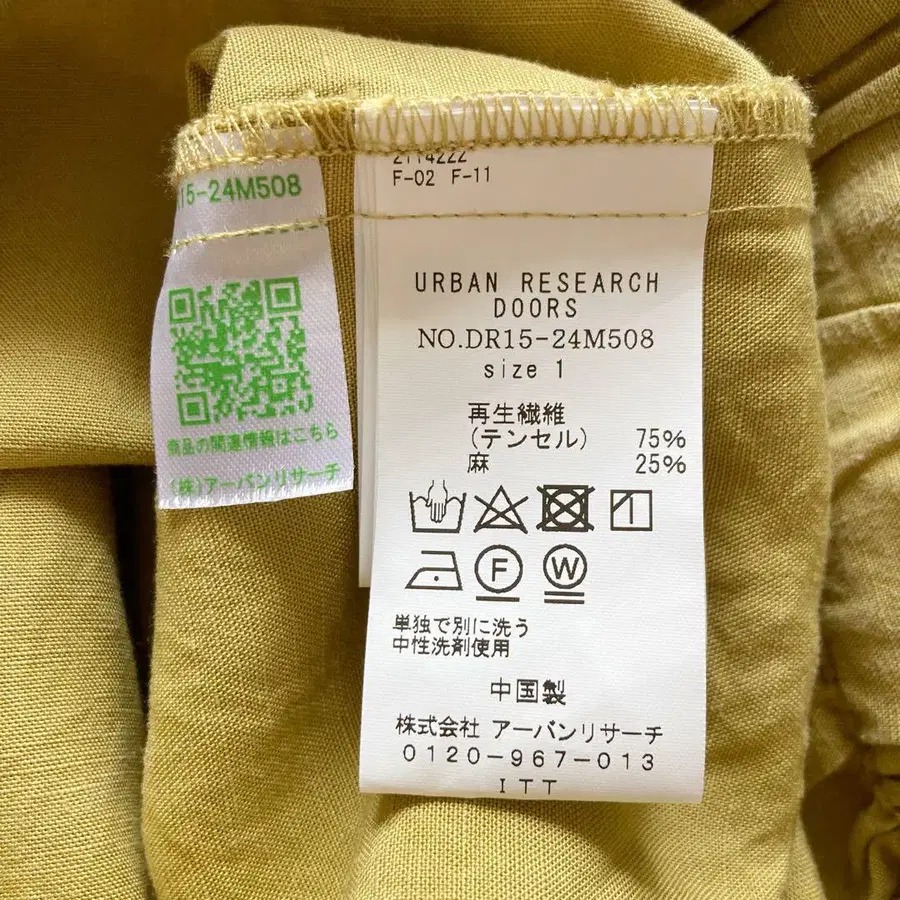 R15-24M508
商品の関連情報はこちら
(株)アーバンリサーチ
2114222
F-02 F-11
URBAN RESEARCH
DOORS
NO.DR15-24M508
size 1
再生繊維
(テンセル) 75%
麻 25%
F
W
単独で別に洗う
中性洗剤使用
中国製
株式会社 アーバンリサーチ
0120-967-013
ITT